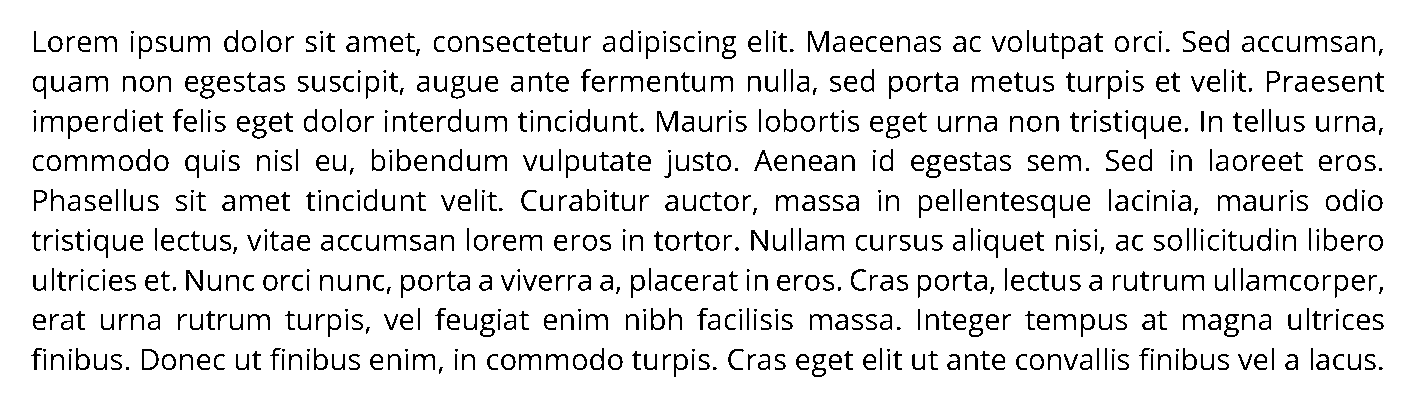 Lorem ipsum dolor sit amet, consectetur adipiscing elit. Maecenas ac volutpat orci. Sed accumsan,
quam non egestas suscipit, augue ante fermentum nulla, sed porta metus turpis et velit. Praesent
imperdiet felis eget dolor interdum tincidunt. Mauris lobortis eget urna non tristique. In tellus urna,
commodo quis nisl eu, bibendum vulputate justo. Aenean id egestas sem. Sed in laoreet eros.
Phasellus sit amet tincidunt velit. Curabitur auctor, massa in pellentesque lacinia, mauris odio
tristique lectus, vitae accumsan lorem eros in tortor. Nullam cursus aliquet nisi, ac sollicitudin libero
ultricies et. Nunc orci nunc, porta a viverra a, placerat in eros. Cras porta, lectus a rutrum ullamcorper,
erat urna rutrum turpis, vel feugiat enim nibh facilisis massa. Integer tempus at magna ultrices
finibus. Donec ut finibus enim, in commodo turpis. Cras eget elit ut ante convallis finibus vel a lacus.